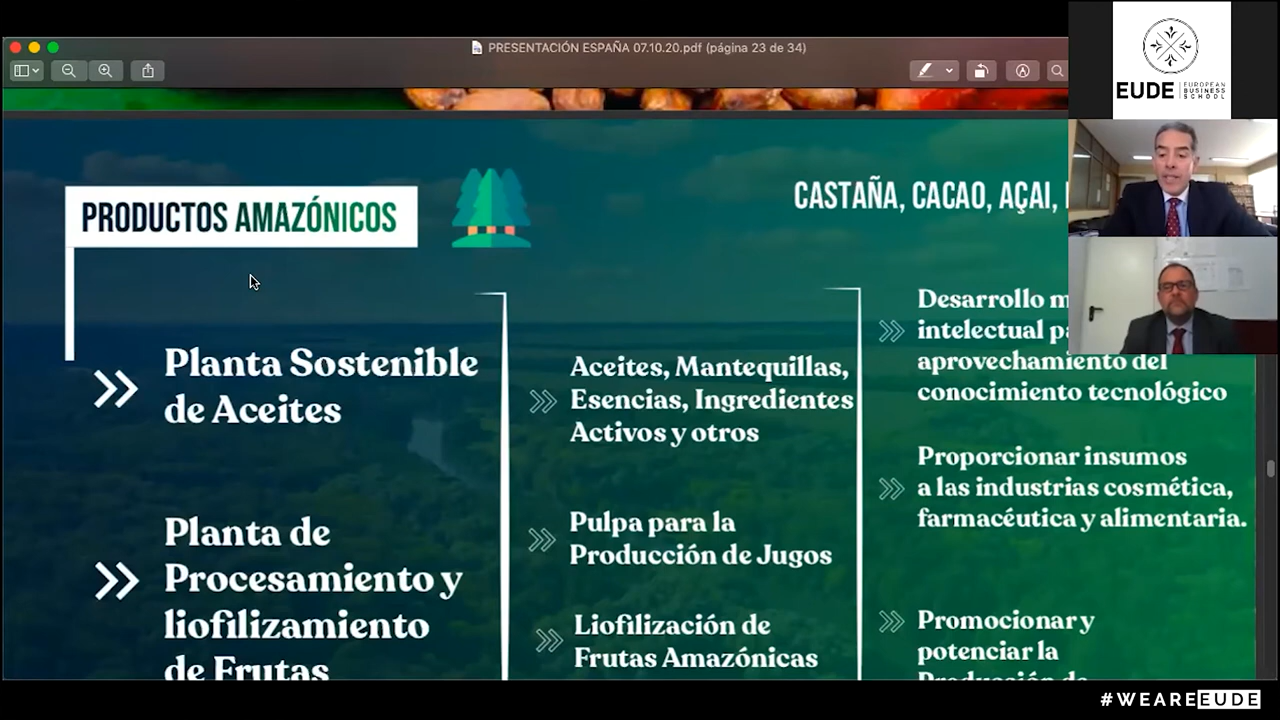 PRESENTACIÓN ESPAÑA 07.10.20.pdf (página 23 de 34)
EUDE
EUROPEAN
BUSINESS
SCHOOL
PRODUCTOS AMAZÓNICOS
CASTAÑA, CACAO, AÇAI,
Planta Sostenible
de Aceites
Planta de
Procesamiento y
liofilizamiento
de Frutas
Aceites, Mantequillas,
Esencias, Ingredientes
Activos y otros
Pulpa para la
Producción de Jugos
Liofilización de
Frutas Amazónicas
Desarrollo
intelectual
aprovechamiento del
conocimiento tecnológico
Proporcionar insumos
a las industrias cosmética,
farmacéutica y alimentaria.
Promocionar y
potenciar la
Producción de
#WEAREEUDE